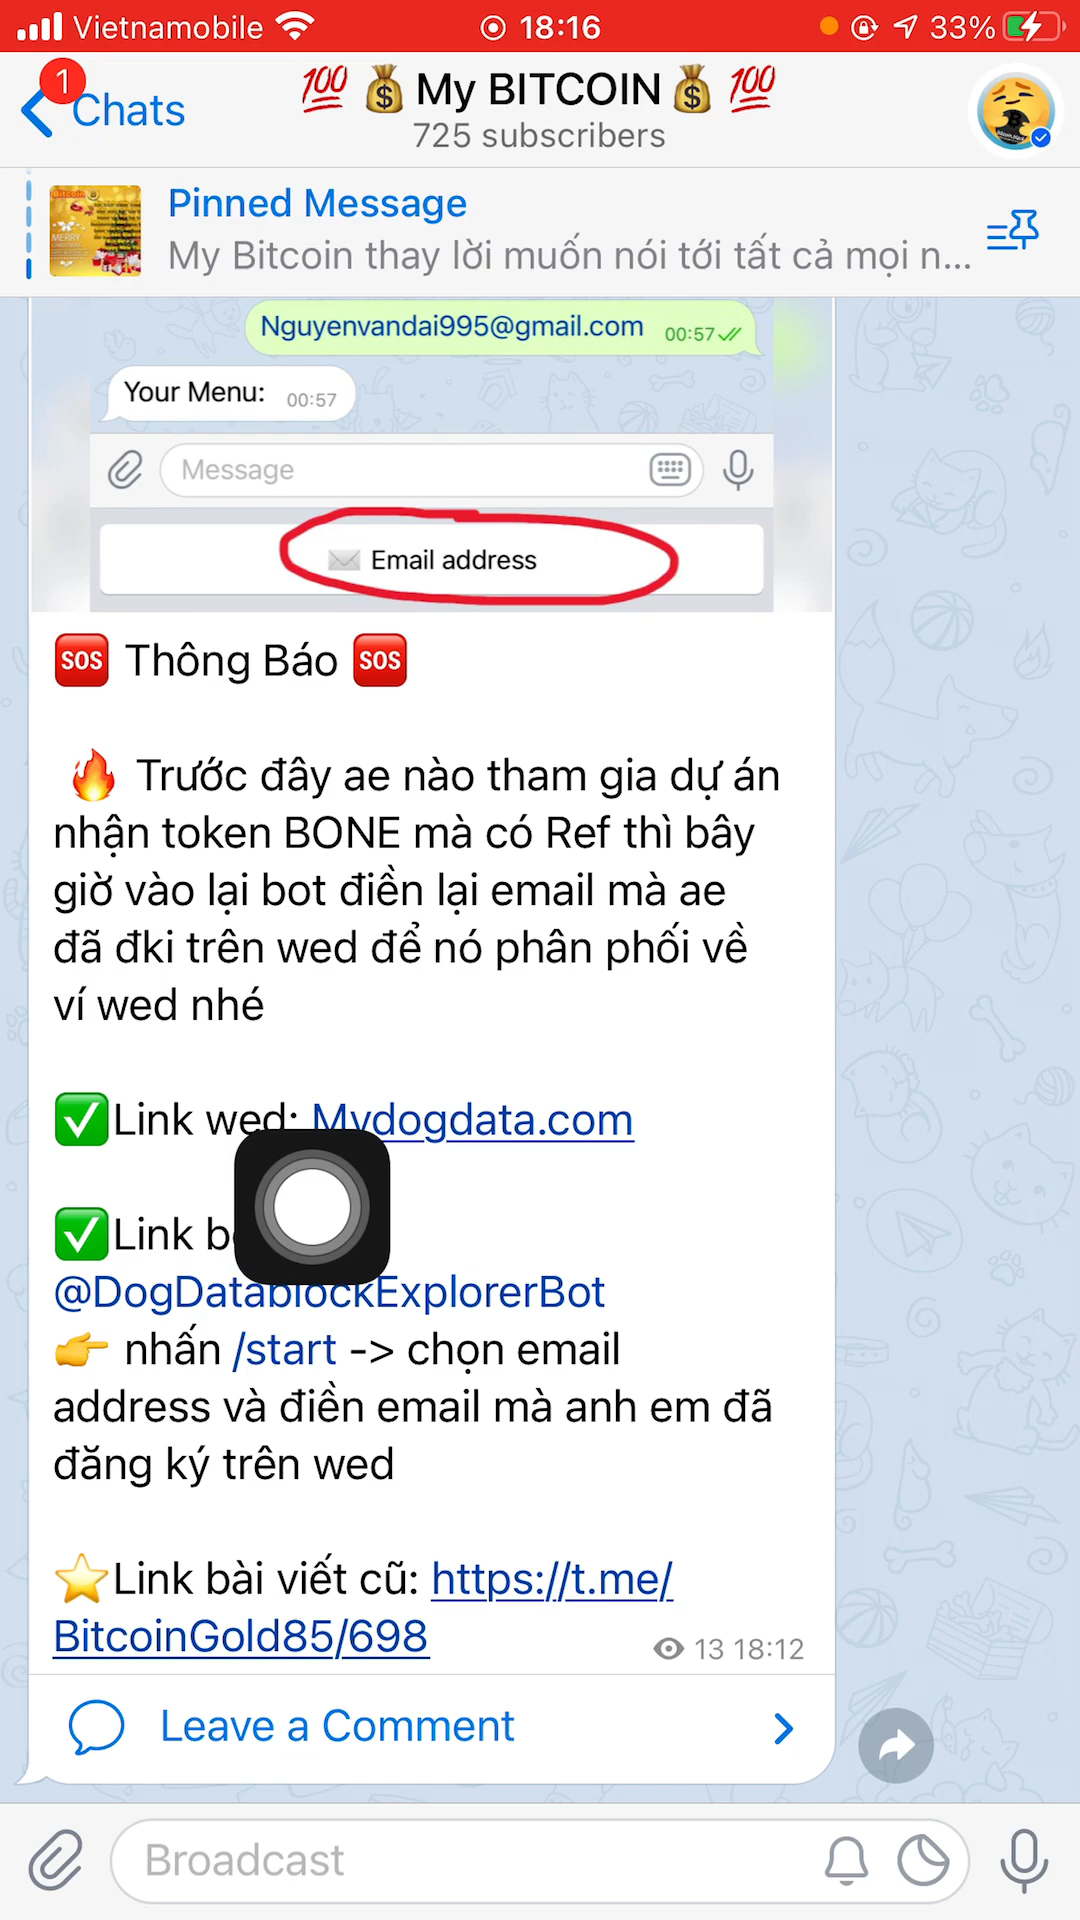 Vietnamobile 18:16 33%
1
Chats
💯 💰 My BITCOIN 💰 💯
725 subscribers
Pinned Message
My Bitcoin thay lời muốn nói tới tất cả mọi n...
Nguyenvandai995@gmail.com 00:57
Your Menu: 00:57
Message
Email address
🆘 Thông Báo 🆘
🔥 Trước đây ae nào tham gia dự án
nhận token BONE mà có Ref thì bây
giờ vào lại bot điền lại email mà ae
đã đki trên wed để nó phân phối về
ví wed nhé
✅Link wed: Mydogdata.com
✅Link
@DogDatablockExplorerBot
👉 nhấn /start -> chọn email
address và điền email mà anh em đã
đăng ký trên wed
⭐Link bài viết cũ: https://t.me/
BitcoinGold85/698
13 18:12
Leave a Comment
Broadcast